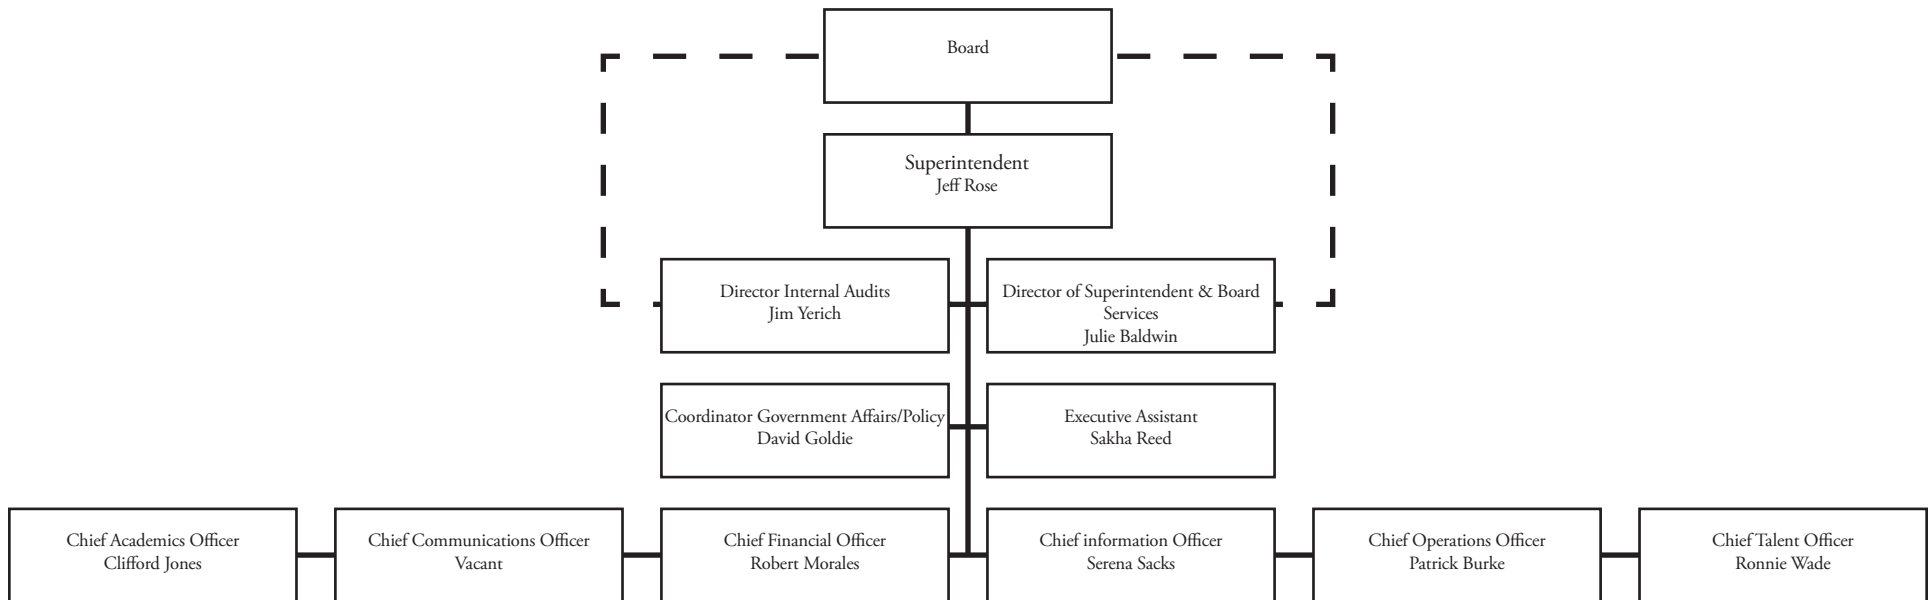 Board
Superintendent
Jeff Rose
Director Internal Audits
Jim Yerich
Director of Superintendent & Board
Services
Julie Baldwin
Coordinator Government Affairs/Policy
David Goldie
Executive Assistant
Sakha Reed
Chief Academics Officer
Clifford Jones
Chief Communications Officer
Vacant
Chief Financial Officer
Robert Morales
Chief information Officer
Serena Sacks
Chief Operations Officer
Patrick Burke
Chief Talent Officer
Ronnie Wade